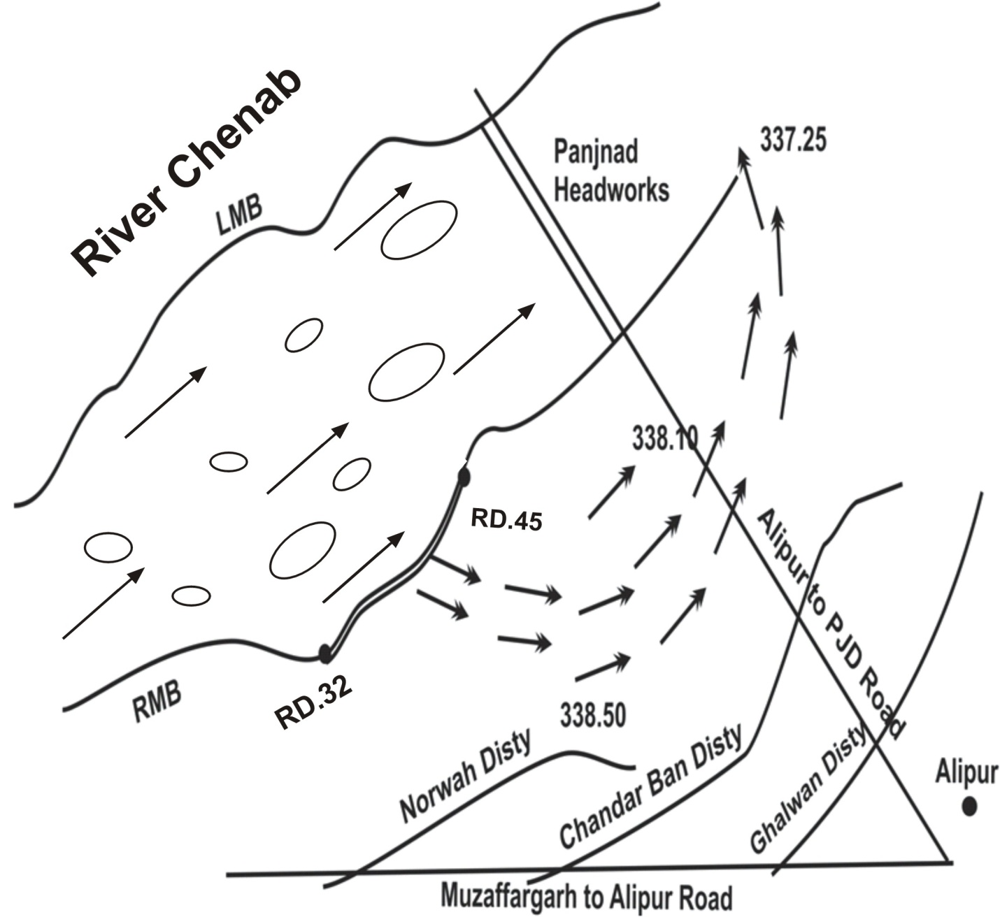 River Chenab
LMB
Panjnad
Headworks
337.25
338.10
RD.45
Alipur to PJD Road
RMB
RD.32
338.50
Norwah Disty
Chandar Ban Disty
Ghalwan Disty
Alipur
Muzaffargarh to Alipur Road